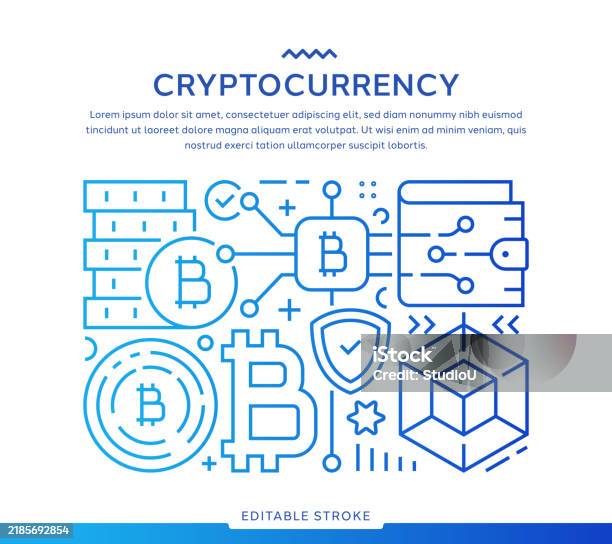 CRYPTOCURRENCY
Lorem ipsum dolor sit amet, consectetuer adipiscing elit, sed diam nonummy nibh euismod
tincidunt ut laoreet dolore magna aliquam erat volutpat. Ut wisi enim ad minim veniam, quis
nostrud exerci tation ullamcorper suscipit lobortis.
iStock
Credit: StudioU
EDITABLE STROKE
2185692854